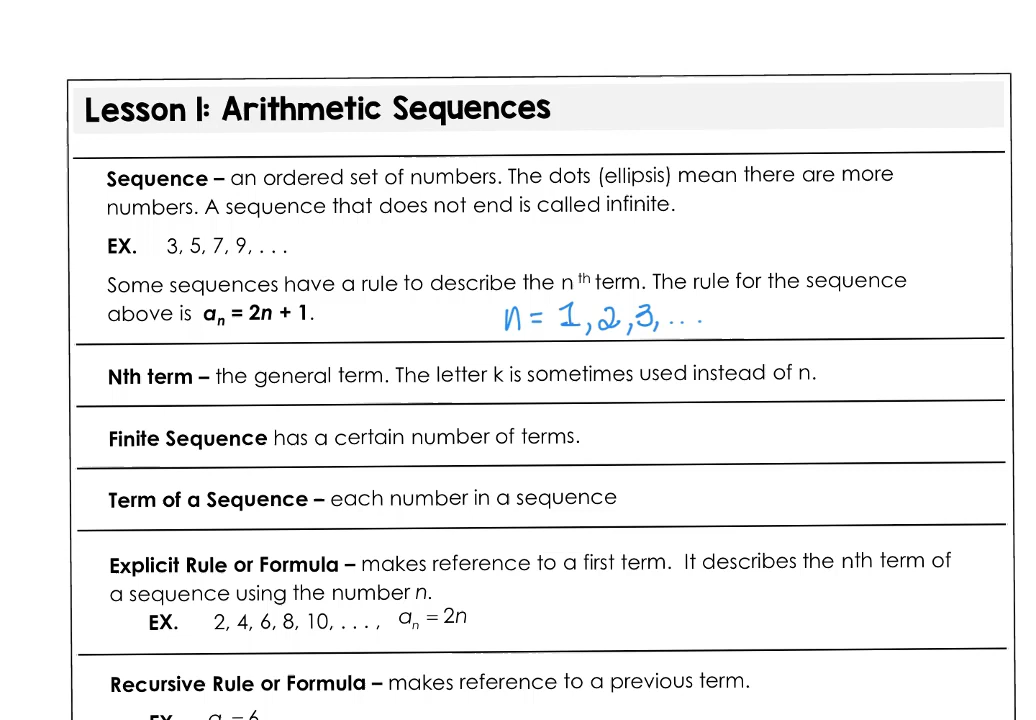 Lesson 1: Arithmetic Sequences
Sequence – an ordered set of numbers. The dots (ellipsis) mean there are more
numbers. A sequence that does not end is called infinite.
EX. 3, 5, 7, 9, . . .
Some sequences have a rule to describe the n th term. The rule for the sequence
above is aₙ = 2n + 1.
n = 1, 2, 3, . . .
Nth term – the general term. The letter k is sometimes used instead of n.
Finite Sequence has a certain number of terms.
Term of a Sequence – each number in a sequence
Explicit Rule or Formula – makes reference to a first term. It describes the nth term of
a sequence using the number n.
EX. 2, 4, 6, 8, 10, . . . , aₙ = 2n
Recursive Rule or Formula – makes reference to a previous term.